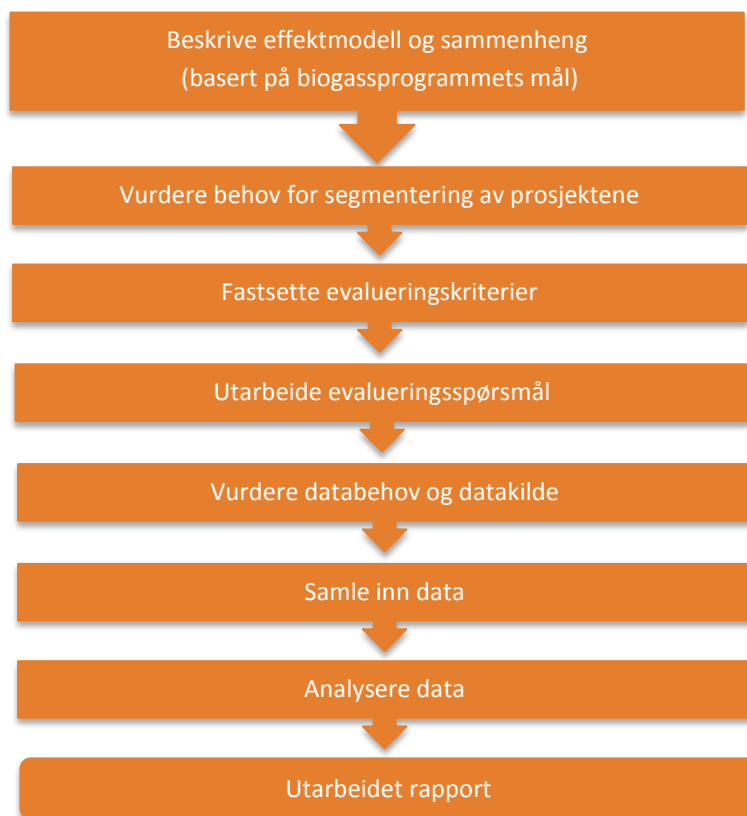 Beskrive effektmodell og sammenheng
(basert på biogassprogrammets mål)
Vurdere behov for segmentering av prosjektene
Fastsette evalueringskriterier
Utarbeide evalueringsspørsmål
Vurdere databehov og datakilde
Samle inn data
Analysere data
Utarbeidet rapport